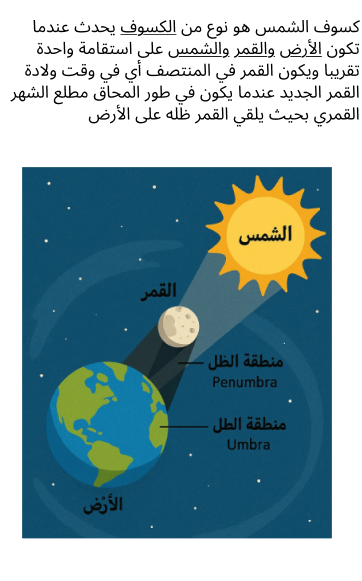 كسوف الشمس هو نوع من الكسوف يحدث عندما
تكون الأرض والقمر والشمس على استقامة واحدة
تقريبا ويكون القمر في المنتصف أي في وقت ولادة
القمر الجديد عندما يكون في طور المحاق مطلع الشهر
القمري بحيث يلقي القمر ظله على الأرض
الشمس
القمر
منطقة الظل
Penumbra
منطقة الطل
Umbra
الأرْض